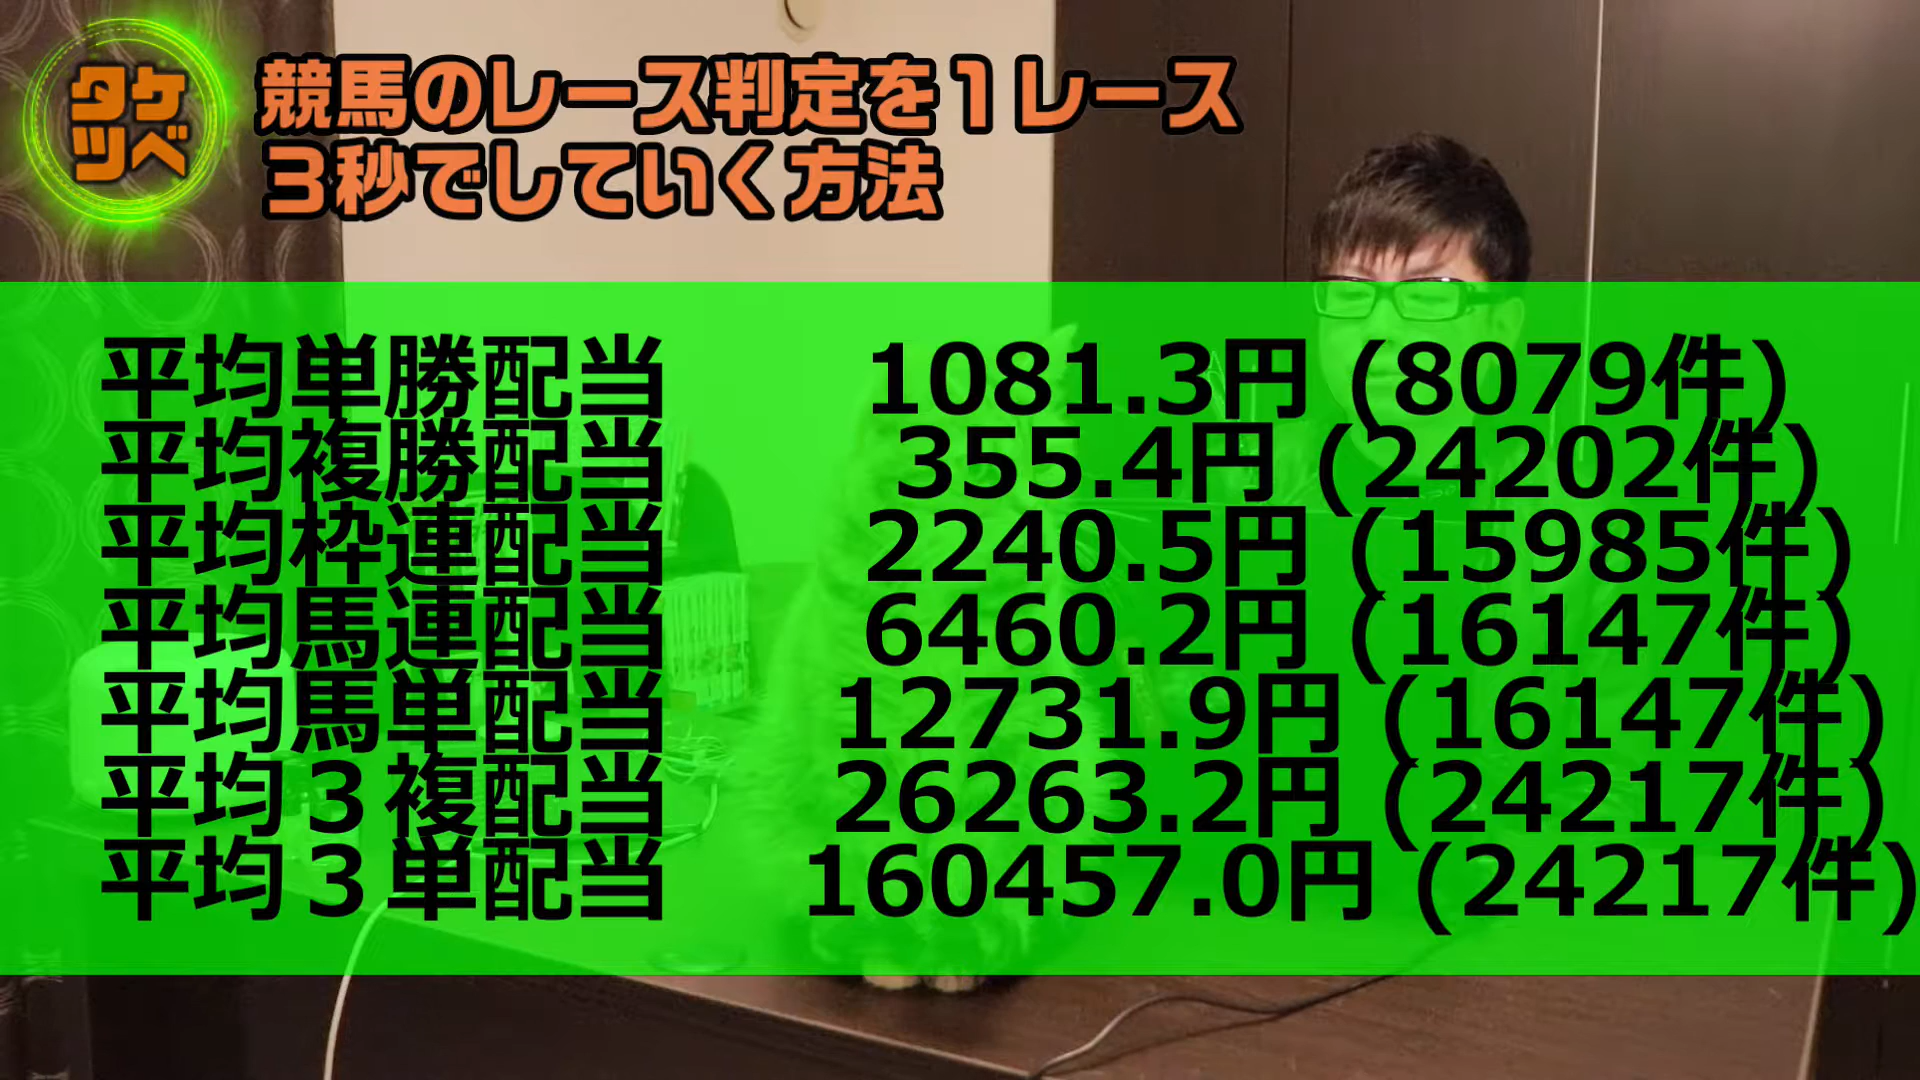 タケ
ツベ
競馬のレース判定を１レース
３秒でしていく方法
平均単勝配当 1081.3円 (8079件)
平均複勝配当 355.4円 (24202件)
平均枠連配当 2240.5円 (15985件)
平均馬連配当 6460.2円 (16147件)
平均馬単配当 12731.9円 (16147件)
平均３複配当 26263.2円 (24217件)
平均３単配当 160457.0円 (24217件)